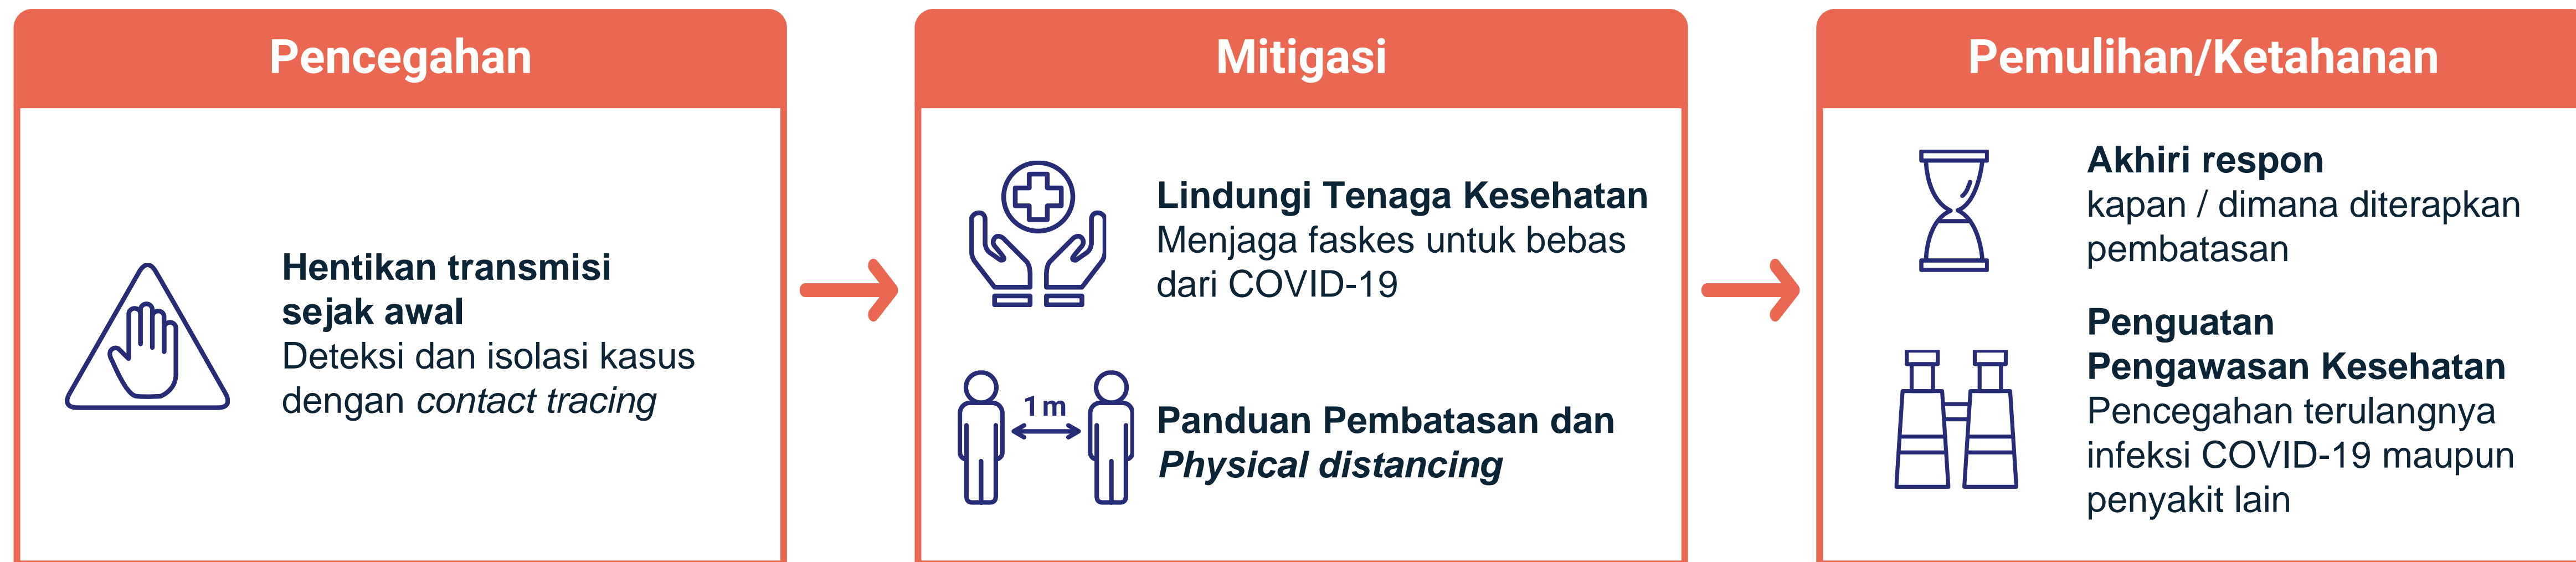 Pencegahan
Hentikan transmisi
sejak awal
Deteksi dan isolasi kasus
dengan contact tracing
Mitigasi
Lindungi Tenaga Kesehatan
Menjaga faskes untuk bebas
dari COVID-19
1m
Panduan Pembatasan dan
Physical distancing
Pemulihan/Ketahanan
Akhiri respon
kapan / dimana diterapkan
pembatasan
Penguatan
Pengawasan Kesehatan
Pencegahan terulangnya
infeksi COVID-19 maupun
penyakit lain